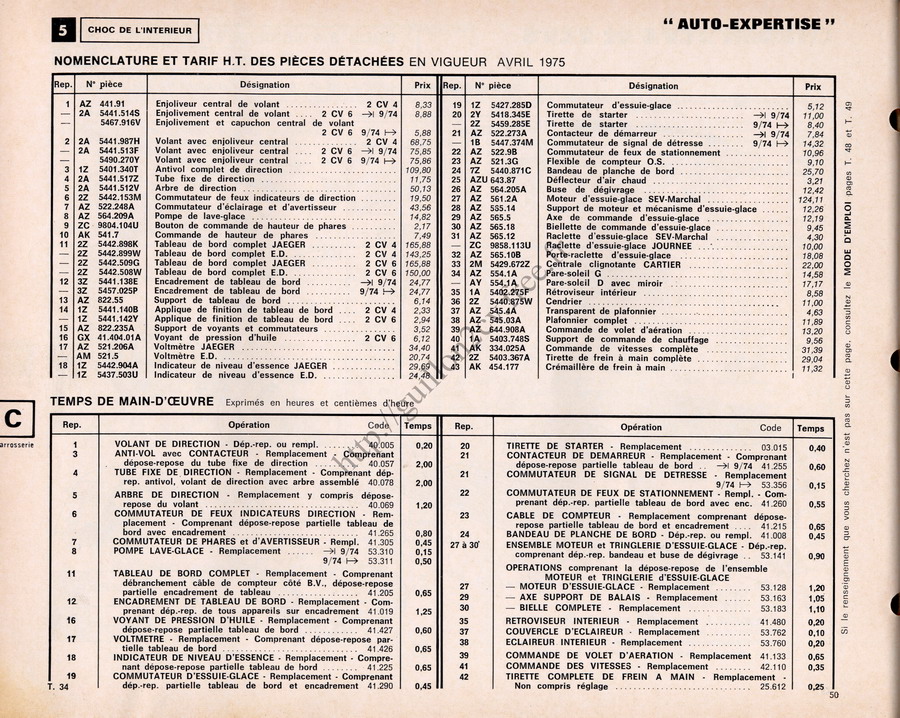 5 CHOC DE L'INTERIEUR
“ AUTO-EXPERTISE ”
NOMENCLATURE ET TARIF H.T. DES PIÈCES DÉTACHÉES EN VIGUEUR AVRIL 1975
Rep. N° pièce Désignation Prix
1 AZ 441.91 Enjoliveur central de volant 2 CV 4 8,33
— 2A 5441.514S Enjolivement central de volant 2 CV 6 →| 9/74 8,88
— 5467.916V Enjolivement et capuchon central de volant
2 CV 6 9/74 |→ 5,88
2 2A 5441.987H Volant avec enjoliveur central 2 CV 4 68,75
— 2A 5441.513F Volant avec enjoliveur central 2 CV 6 →| 9/74 75,85
— 5490.270Y Volant avec enjoliveur central 2 CV 6 9/74 |→ 75,86
3 1Z 5401.340T Antivol complet de direction 109,80
4 2A 5441.517Z Tube fixe de direction 11,75
5 2A 5441.512V Arbre de direction 50,13
6 2Z 5442.153M Commutateur de feux indicateurs de direction 19,50
7 AZ 522.248A Commutateur d'éclairage et d'avertisseur 43,56
8 AZ 564.209A Pompe de lave-glace 14,82
9 ZC 9804.104U Bouton de commande de hauteur de phares 2,17
10 AK 541.7 Commande de hauteur de phares 7,49
11 2Z 5442.898K Tableau de bord complet JAEGER 2 CV 4 165,88
— 2Z 5442.899W Tableau de bord complet E.D. 2 CV 4 143,25
— 2Z 5442.509G Tableau de bord complet JAEGER 2 CV 6 165,88
— 2Z 5442.508W Tableau de bord complet E.D. 2 CV 6 150,00
12 3Z 5441.138E Encadrement de tableau de bord →| 9/74 24,77
— 3Z 5457.025P Encadrement de tableau de bord 9/74 |→ 24,77
13 AZ 822.55 Support de tableau de bord 6,14
14 1Z 5441.140B Applique de finition de tableau de bord 2 CV 4 2,33
— 1Z 5441.142Y Applique de finition de tableau de bord 2 CV 6 2,94
15 AZ 822.235A Support de voyants et commutateurs 3,52
16 GX 41.404.01A Voyant de pression d'huile 2 CV 6 4,12
17 AZ 521.206A Voltmètre JAEGER 34,40
— AM 521.5 Voltmètre E.D. 20,74
18 1Z 5442.904A Indicateur de niveau d'essence JAEGER 29,69
— 1Z 5437.503U Indicateur de niveau d'essence E.D. 24,48
Rep. N° pièce Désignation Prix
19 1Z 5427.285D Commutateur d'essuie-glace 5,12
20 2Y 5418.345E Tirette de starter →| 9/74 11,00
— 2Z 5459.285E Tirette de starter 9/74 |→ 8,40
21 AZ 522.273A Contacteur de démarreur →| 9/74 7,84
— 1B 5447.374M Commutateur de signal de détresse 9/74 |→ 14,32
22 AZ 522.9B Commutateur de feux de stationnement 10,96
23 AZ 521.3G Flexible de compteur O.S. 9,10
24 7Z 5440.871C Bandeau de planche de bord 25,70
25 AZU 643.87 Déflecteur d'air chaud 3,21
26 AZ 564.205A Buse de dégivrage 12,42
27 AZ 561.2A Moteur d'essuie-glace SEV-Marchal 124,11
28 AZ 535.14 Support de moteur et mécanisme d'essuie-glace 12,26
29 AZ 565.5 Axe de commande d'essuie-glace 12,19
30 AZ 565.18 Biellette de commande d'essuie-glace 9,45
31 AZ 565.12 Raclette d'essuie-glace SEV-Marchal 4,30
— ZC 9858.113U Raclette d'essuie-glace JOURNEE 10,00
32 AZ 565.10B Porte-raclette d'essuie-glace 18,08
33 2M 5429.672Z Centrale clignotante CARTIER 22,00
34 AZ 554.1A Pare-soleil G 14,58
— AY 554.1A Pare-soleil D avec miroir 17,17
35 1A 5402.275F Rétroviseur intérieur 8,58
36 2Z 5440.875W Cendrier 11,00
37 AZ 545.4A Transparent de plafonnier 4,63
38 AZ 545.03A Plafonnier complet 11,89
39 AZ 644.908A Commande de volet d'aération 13,20
40 1A 5403.748S Support de commande de chauffage 9,56
41 AK 334.025A Commande de vitesses complète 31,39
42 2Z 5403.367A Tirette de frein à main complète 29,04
43 AK 454.177 Crémaillère de frein à main 11,32
C
arrosserie
TEMPS DE MAIN-D'ŒUVRE Exprimés en heures et centièmes d'heure
Rep. Opération Code Temps
1 VOLANT DE DIRECTION - Dép.-rep. ou rempl. 40.005 0,20
3 ANTI-VOL avec CONTACTEUR - Remplacement - Comprenant
dépose-repose du tube fixe de direction 40.057 2,00
4 TUBE FIXE DE DIRECTION - Remplacement - Comprenant dép-
rep. antivol, volant de direction avec arbre assemblé 40.078 2,00
5 ARBRE DE DIRECTION - Remplacement y compris dépose-
repose du volant 40.069 1,20
6 COMMUTATEUR DE FEUX INDICATEURS DIRECTION - Rem-
placement - Comprenant dépose-repose partielle tableau de
bord avec encadrement 41.265 0,80
7 COMMUTATEUR DE PHARES et d'AVERTISSEUR - Rempl. 41.305 0,45
8 POMPE LAVE-GLACE - Remplacement →| 9/74 53.310 0,15
9/74 |→ 53.311 0,50
11 TABLEAU DE BORD COMPLET - Remplacement - Comprenant
débranchement câble de compteur côté B.V., dépose-repose
partielle encadrement de tableau 41.205 0,65
12 ENCADREMENT DE TABLEAU DE BORD - Remplacement - Com-
prenant dép.-rep. de tous appareils sur encadrement 41.019 1,25
16 VOYANT DE PRESSION D'HUILE - Remplacement - Comprenant
dépose-repose partielle tableau de bord 41.427 0,60
17 VOLTMETRE - Remplacement - Comprenant dépose-repose par-
tielle tableau de bord 41.426 0,65
18 INDICATEUR DE NIVEAU D'ESSENCE - Remplacement - Compre-
nant dépose-repose partielle tableau de bord 41.225 0,65
19 COMMUTATEUR D'ESSUIE-GLACE - Remplacement - Comprenant
dép.-rep. partielle tableau de bord et encadrement 41.290 0,45
Rep. Opération Code Temps
20 TIRETTE DE STARTER - Remplacement 03.015 0,40
21 CONTACTEUR DE DEMARREUR - Remplacement - Comprenant
dépose-repose partielle tableau de bord →| 9/74 41.255 0,60
21 COMMUTATEUR DE SIGNAL DE DETRESSE - Remplacement
9/74 |→ 53.356 0,15
22 COMMUTATEUR DE FEUX DE STATIONNEMENT - Rempl. - Com-
prenant dép.-rep. partielle tableau de bord avec enc. 41.260 0,55
23 CABLE DE COMPTEUR - Remplacement comprenant dépose-
repose partielle tableau de bord et encadrement 41.215 0,65
24 BANDEAU DE PLANCHE DE BORD - Dép.-rep. ou rempl. 41.008 0,45
27 à 30 ENSEMBLE MOTEUR et TRINGLERIE D'ESSUIE-GLACE - Dép.-rep.
comprenant dép.-rep. bandeau et buse de dégivrage 53.141 0,90
OPERATIONS comprenant la dépose-repose de l'ensemble
MOTEUR et TRINGLERIE D'ESSUIE-GLACE
27 — MOTEUR D'ESSUIE-GLACE - Remplacement 53.128 1,20
29 — AXE SUPPORT DE BALAIS - Remplacement 53.163 1,05
30 — BIELLE COMPLETE - Remplacement 53.183 1,10
35 RETROVISEUR INTERIEUR - Remplacement 41.480 0,20
37 COUVERCLE D'ECLAIREUR - Remplacement 53.762 0,10
38 ECLAIREUR INTERIEUR - Remplacement 53.760 0,20
39 COMMANDE DE VOLET D'AERATION - Remplacement 41.133 0,65
41 COMMANDE DES VITESSES - Remplacement 42.110 0,35
42 TIRETTE COMPLETE DE FREIN A MAIN - Remplacement -
Non compris réglage 25.612 0,25
T. 34
50
Si le renseignement que vous cherchez n'est pas sur cette page, consultez le MODE D'EMPLOI pages T. 48 et T. 49